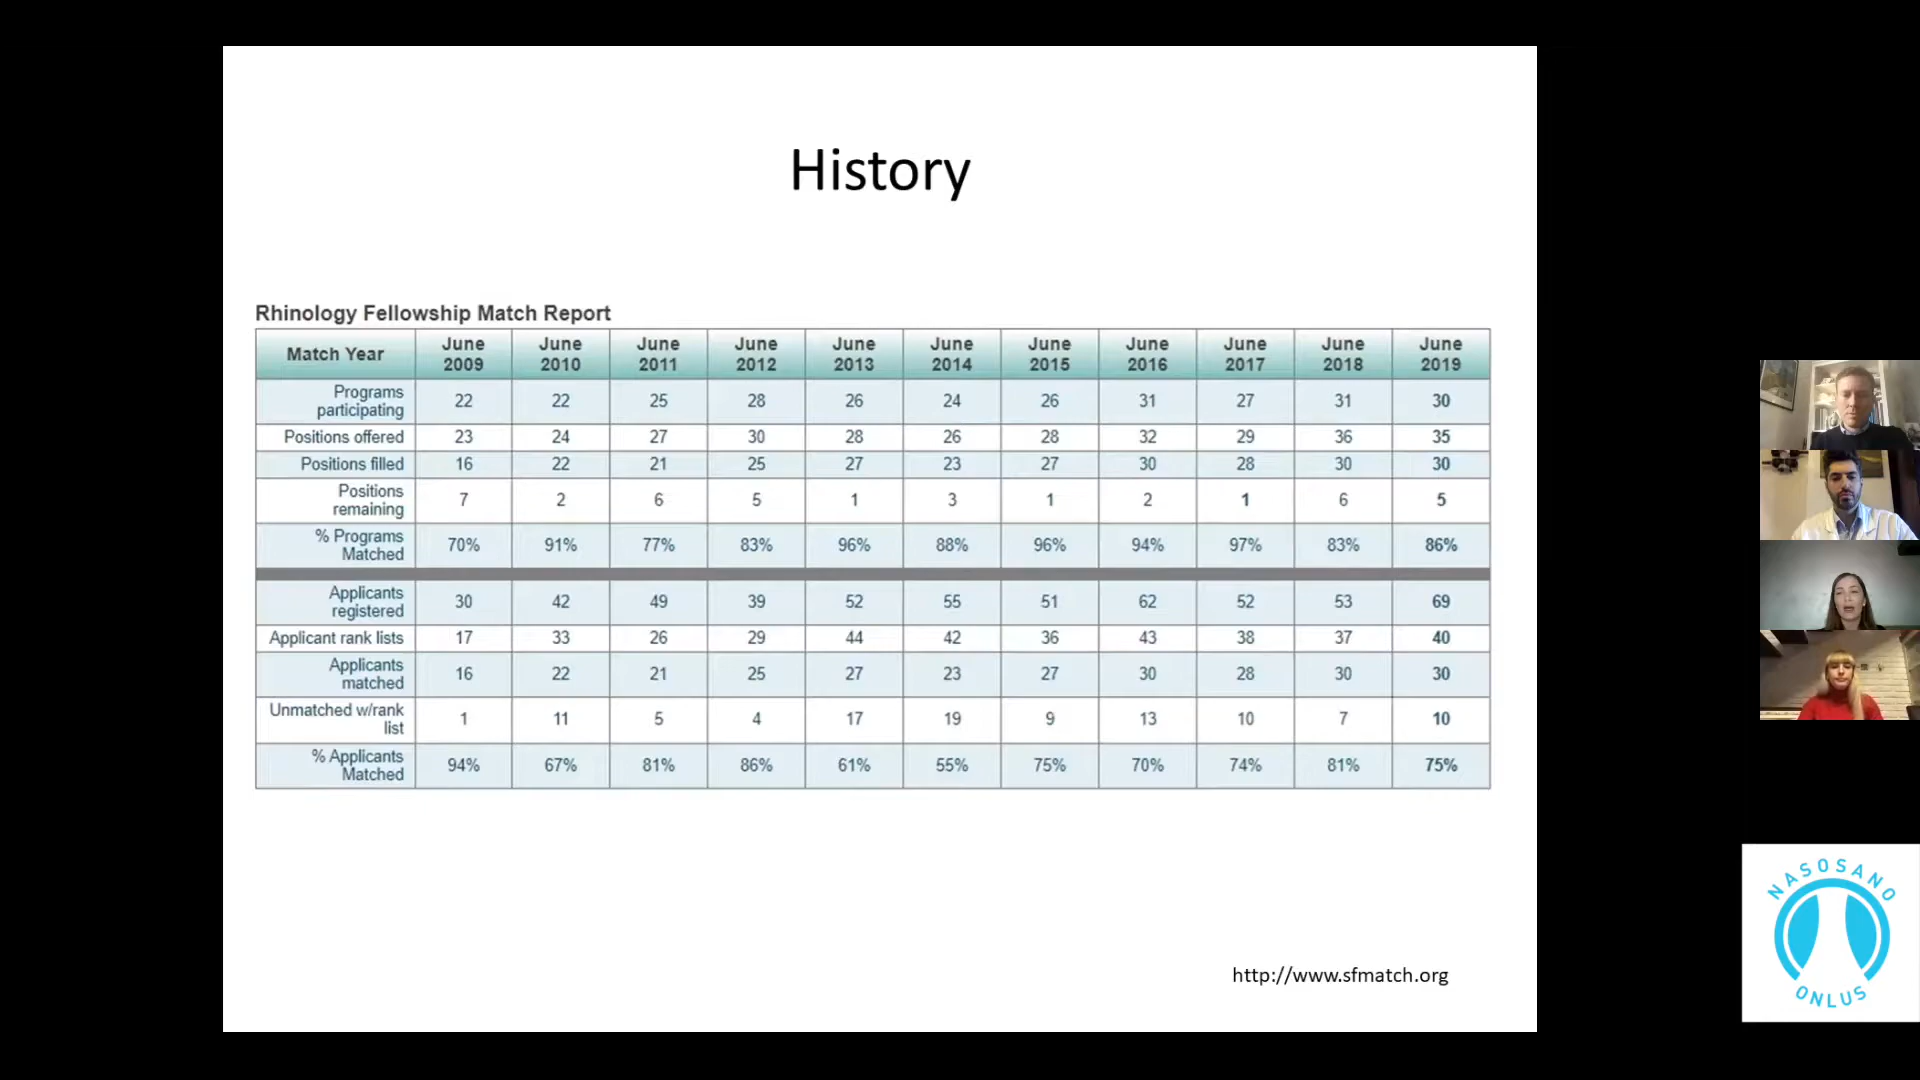 History
Rhinology Fellowship Match Report
Match Year June 2009 June 2010 June 2011 June 2012 June 2013 June 2014 June 2015 June 2016 June 2017 June 2018 June 2019
Programs participating 22 22 25 28 26 24 26 31 27 31 30
Positions offered 23 24 27 30 28 26 28 32 29 36 35
Positions filled 16 22 21 25 27 23 27 30 28 30 30
Positions remaining 7 2 6 5 1 3 1 2 1 6 5
% Programs Matched 70% 91% 77% 83% 96% 88% 96% 94% 97% 83% 86%
Applicants registered 30 42 49 39 52 55 51 62 52 53 69
Applicant rank lists 17 33 26 29 44 42 36 43 38 37 40
Applicants matched 16 22 21 25 27 23 27 30 28 30 30
Unmatched w/rank list 1 11 5 4 17 19 9 13 10 7 10
% Applicants Matched 94% 67% 81% 86% 61% 55% 75% 70% 74% 81% 75%
http://www.sfmatch.org
NASOSANO
ONLUS